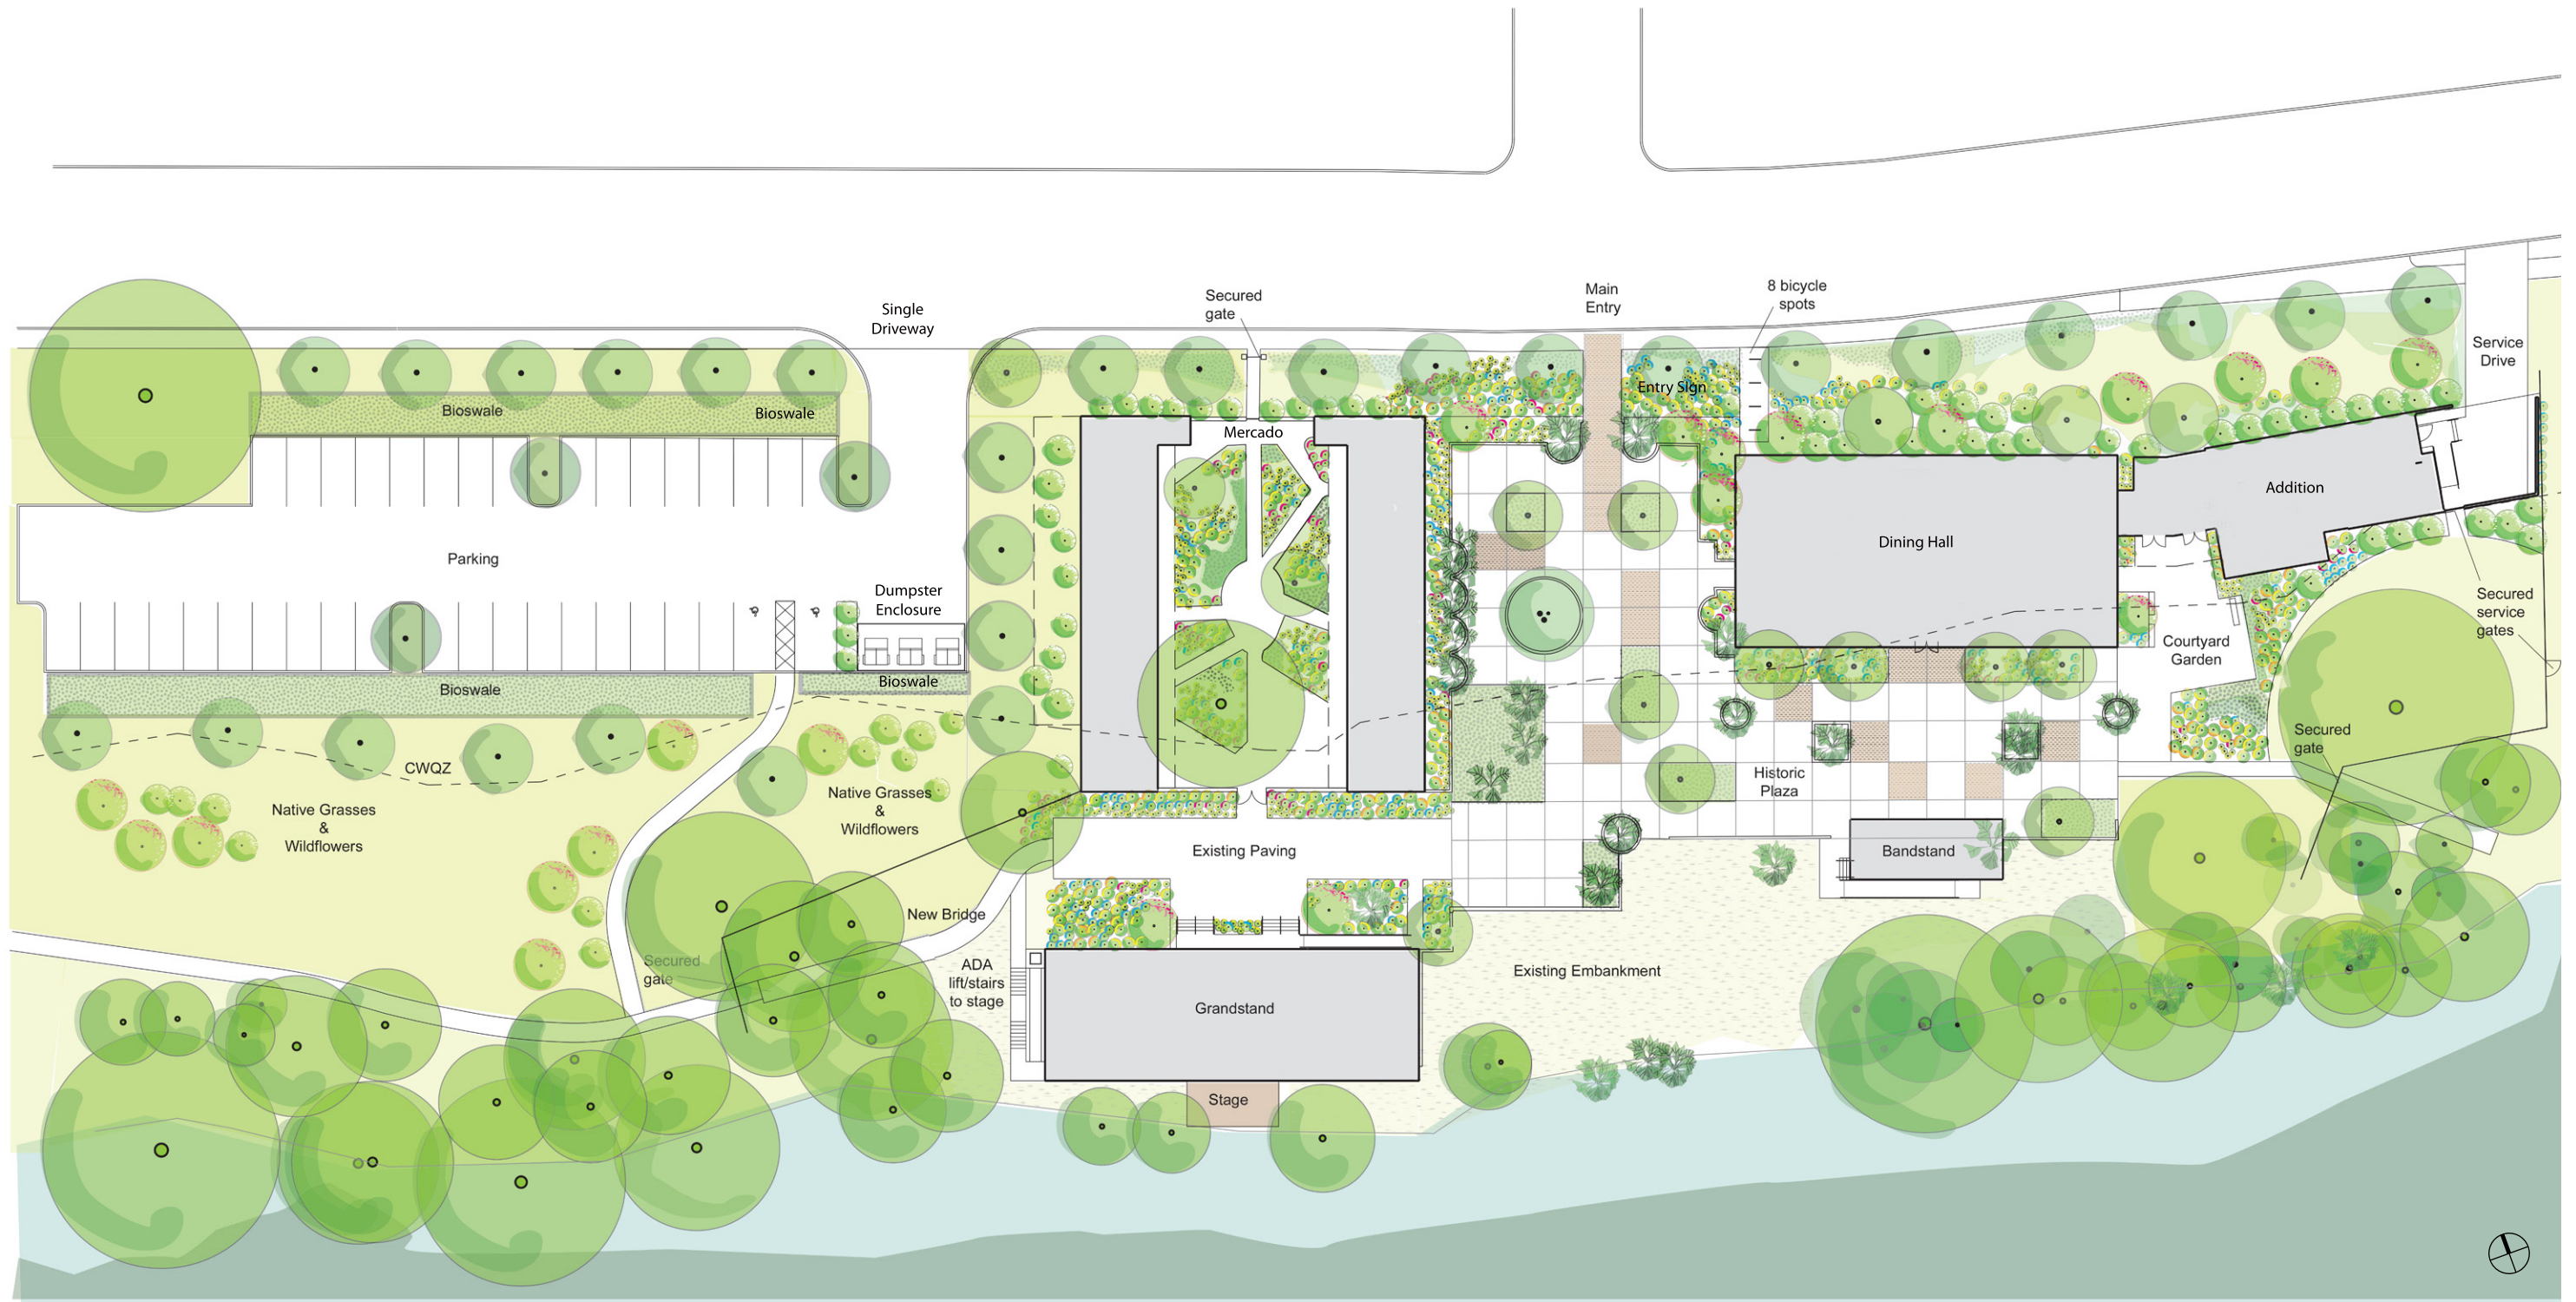 Single
Driveway
Secured
gate
Main
Entry
8 bicycle
spots
Service
Drive
Bioswale
Bioswale
Entry Sign
Mercado
Addition
Dining Hall
Parking
Dumpster
Enclosure
Secured
service
gates
Courtyard
Garden
Bioswale
Bioswale
Secured
gate
CWQZ
Native Grasses
&
Wildflowers
Native Grasses
&
Wildflowers
Historic
Plaza
Existing Paving
Bandstand
New Bridge
Secured
gate
ADA
lift/stairs
to stage
Existing Embankment
Grandstand
Stage